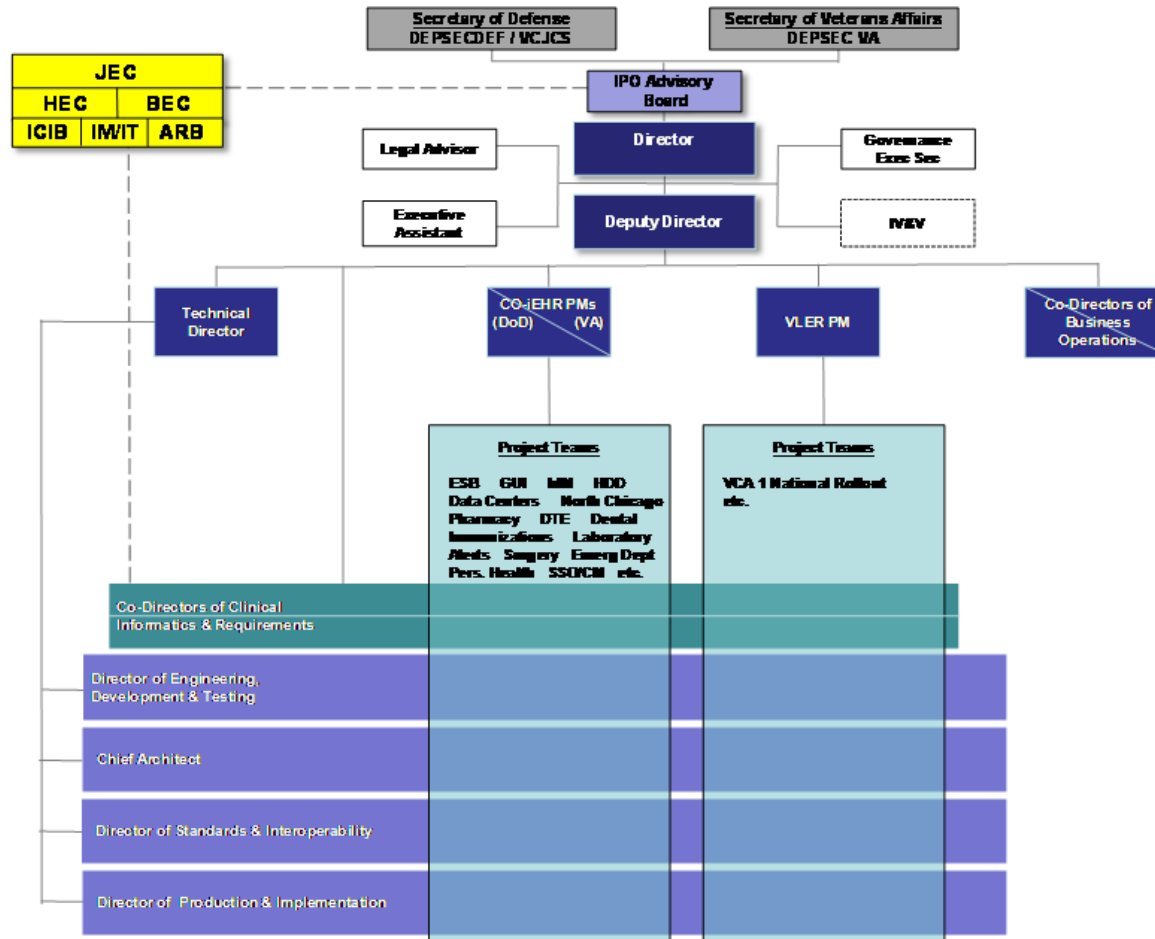 Secretary of Defense
DEPSECDEF / VCJCS
Secretary of Veterans Affairs
DEPSEC VA
JEC
HEC BEC
ICIB IM/IT ARB
IPO Advisory
Board
Director
Legal Advisor
Governance
Exec Sec
Deputy Director
Executive
Assistant
IV&V
Technical
Director
CO-iEHR PMs
(DoD) (VA)
VLER PM
Co-Directors of
Business
Operations
Project Teams
ESB GUI HDD
Data Centers North Chicago
Pharmacy DTE Dental
Immunizations Laboratory
Alerts Surgery Emerg Dept
Pers. Health SSO/CM etc.
Project Teams
VCA 1 National Rollout
etc.
Co-Directors of Clinical
Informatics & Requirements
Director of Engineering,
Development & Testing
Chief Architect
Director of Standards & Interoperability
Director of Production & Implementation